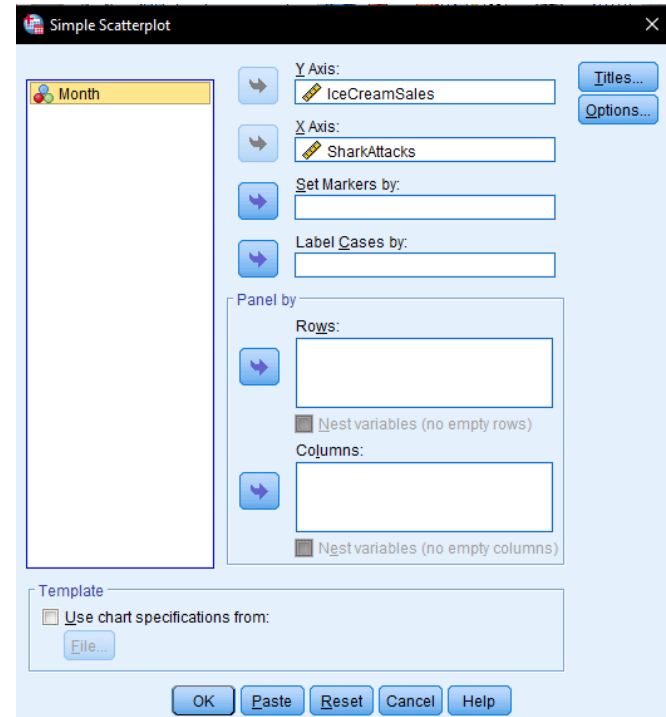 Simple Scatterplot
Month
Y Axis:
IceCreamSales
X Axis:
SharkAttacks
Set Markers by:
Label Cases by:
Titles...
Options...
Panel by
Rows:
Nest variables (no empty rows)
Columns:
Nest variables (no empty columns)
Template
Use chart specifications from:
File...
OK Paste Reset Cancel Help